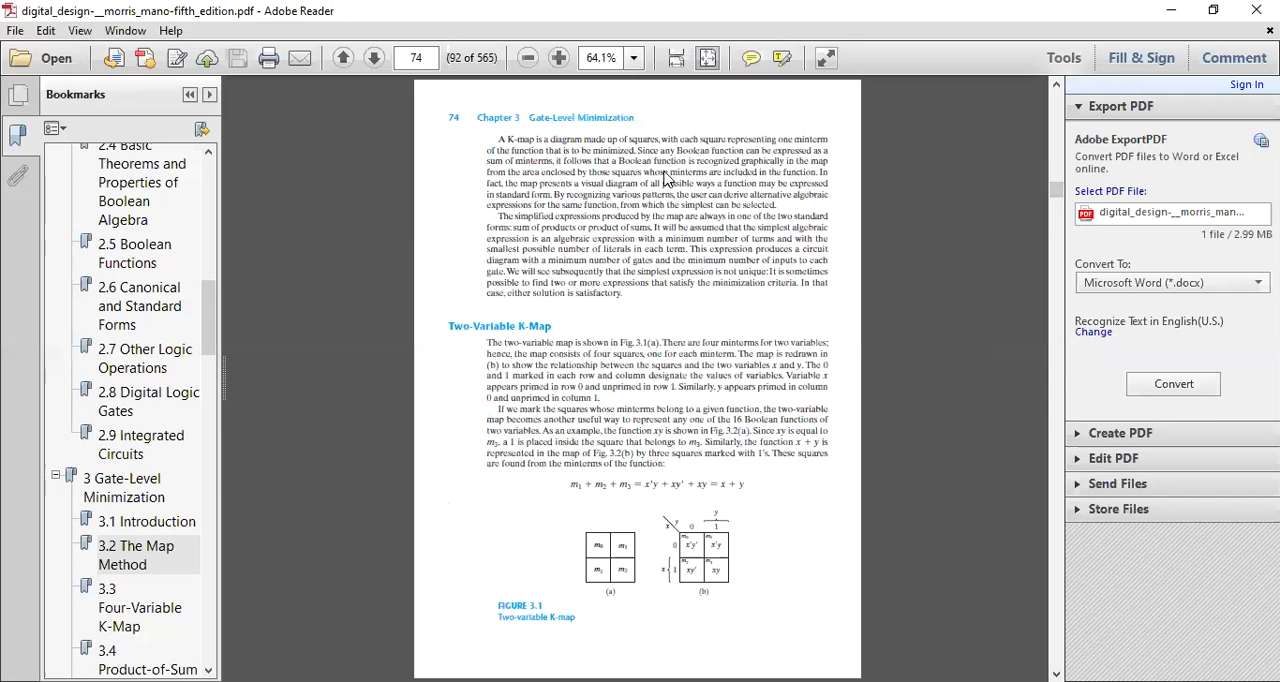 digital_design-__morris_mano-fifth_edition.pdf - Adobe Reader
File Edit View Window Help
Open 74 (92 of 565) 64.1% Tools Fill & Sign Comment
Sign In
Bookmarks
2.4 Basic
Theorems and
Properties of
Boolean
Algebra
2.5 Boolean
Functions
2.6 Canonical
and Standard
Forms
2.7 Other Logic
Operations
2.8 Digital Logic
Gates
2.9 Integrated
Circuits
3 Gate-Level
Minimization
3.1 Introduction
3.2 The Map
Method
3.3
Four-Variable
K-Map
3.4
Product-of-Sum
74 Chapter 3 Gate-Level Minimization
A K-map is a diagram made up of squares, with each square representing one minterm
of the function that is to be minimized. Since any Boolean function can be expressed as a
sum of minterms, it follows that a Boolean function is recognized graphically in the map
from the area enclosed by those squares whose minterms are included in the function. In
fact, the map presents a visual diagram of all possible ways a function may be expressed
in standard form. By recognizing various patterns, the user can derive alternative algebraic
expressions for the same function, from which the simplest can be selected.
The simplified expressions produced by the map are always in one of the two standard
forms: sum of products or product of sums. It will be assumed that the simplest algebraic
expression is an algebraic expression with a minimum number of terms and with the
smallest possible number of literals in each term. This expression produces a circuit
diagram with a minimum number of gates and the minimum number of inputs to each
gate. We will see subsequently that the simplest expression is not unique: It is sometimes
possible to find two or more expressions that satisfy the minimization criteria. In that
case, either solution is satisfactory.
Two-Variable K-Map
The two-variable map is shown in Fig. 3.1(a). There are four minterms for two variables;
hence, the map consists of four squares, one for each minterm. The map is redrawn in
(b) to show the relationship between the squares and the two variables x and y. The 0
and 1 marked in each row and column designate the values of variables. Variable x
appears primed in row 0 and unprimed in row 1. Similarly, y appears primed in column
0 and unprimed in column 1.
If we mark the squares whose minterms belong to a given function, the two-variable
map becomes another useful way to represent any one of the 16 Boolean functions of
two variables. As an example, the function xy is shown in Fig. 3.2(a). Since xy is equal to
m₃, a 1 is placed inside the square that belongs to m₃. Similarly, the function x + y is
represented in the map of Fig. 3.2(b) by three squares marked with 1's. These squares
are found from the minterms of the function:
m₁ + m₂ + m₃ = x'y + xy' + xy = x + y
y
x y 0 1
m₀ m₁
0 m₀ x'y' m₁ x'y
m₂ m₃
x 1 m₂ xy' m₃ xy
(a) (b)
FIGURE 3.1
Two-variable K-map
Export PDF
Adobe ExportPDF
Convert PDF files to Word or Excel
online.
Select PDF File:
digital_design-__morris_man...
1 file / 2.99 MB
Convert To:
Microsoft Word (*.docx)
Recognize Text in English(U.S.)
Change
Convert
Create PDF
Edit PDF
Send Files
Store Files